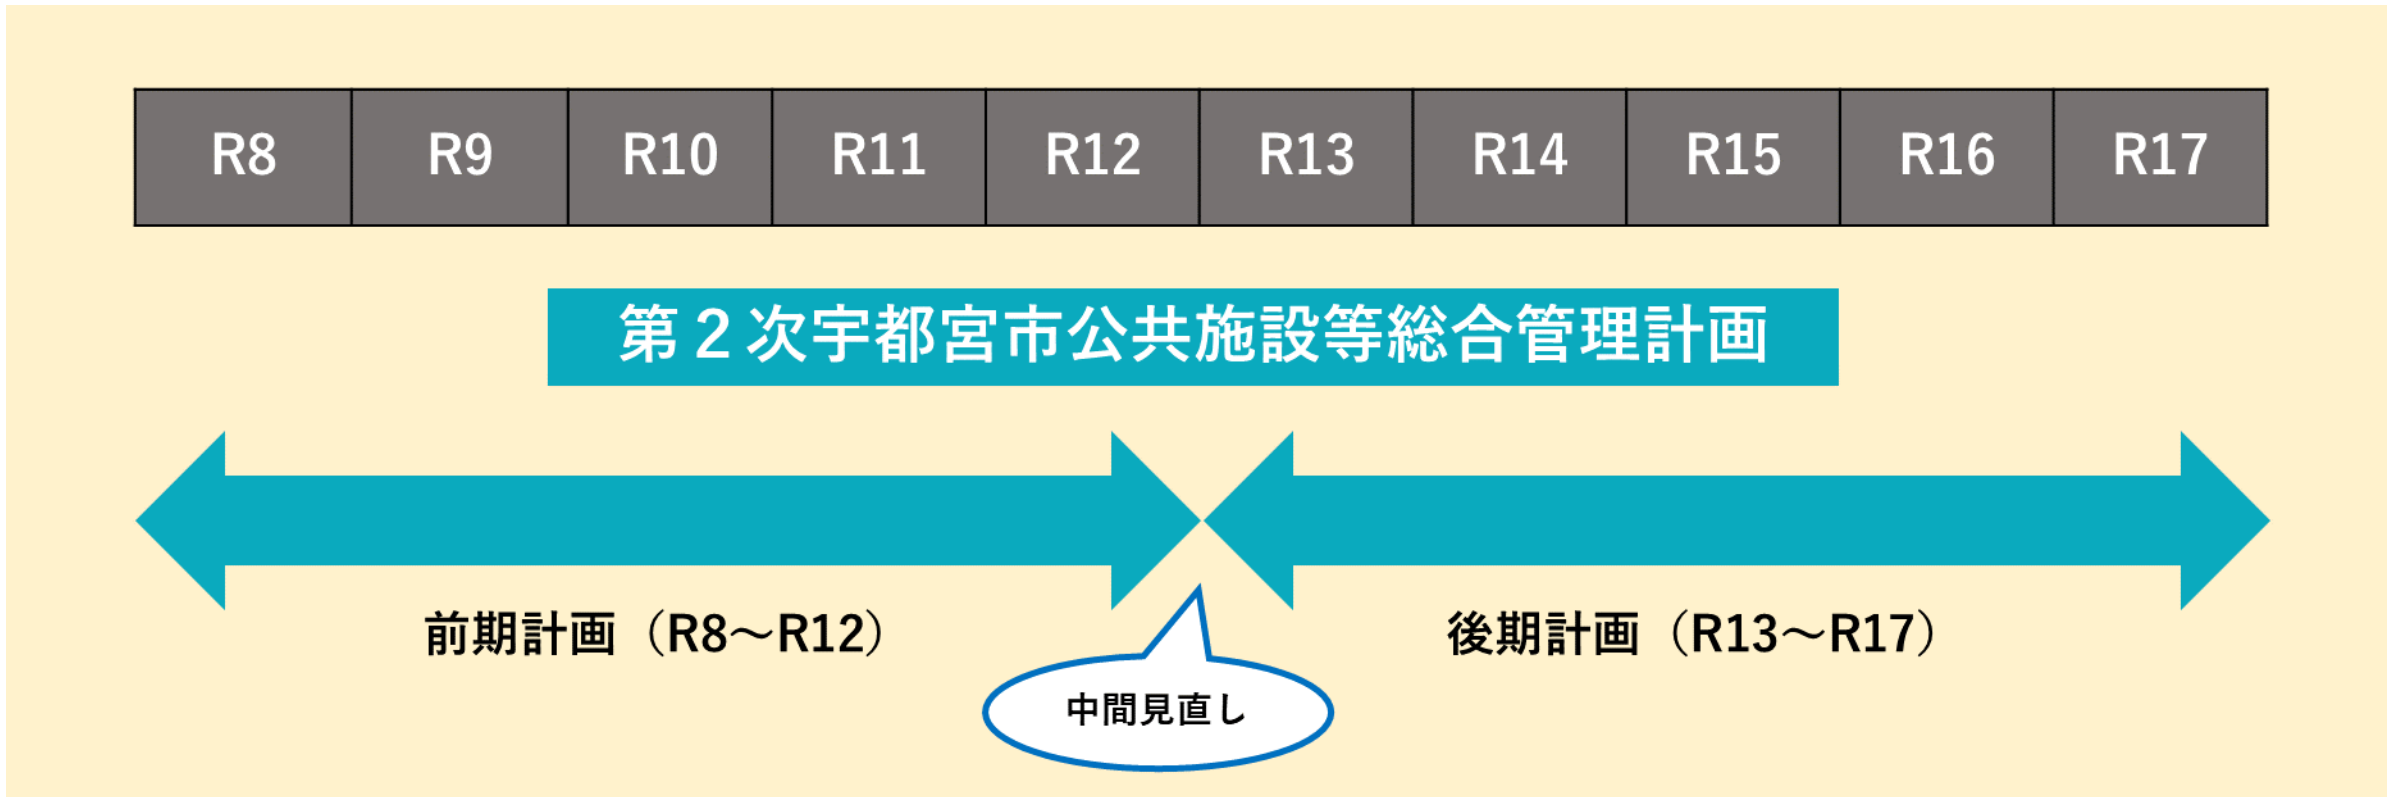 R8 R9 R10 R11 R12 R13 R14 R15 R16 R17
第2次宇都宮市公共施設等総合管理計画
前期計画（R8～R12） 後期計画（R13～R17）
中間見直し